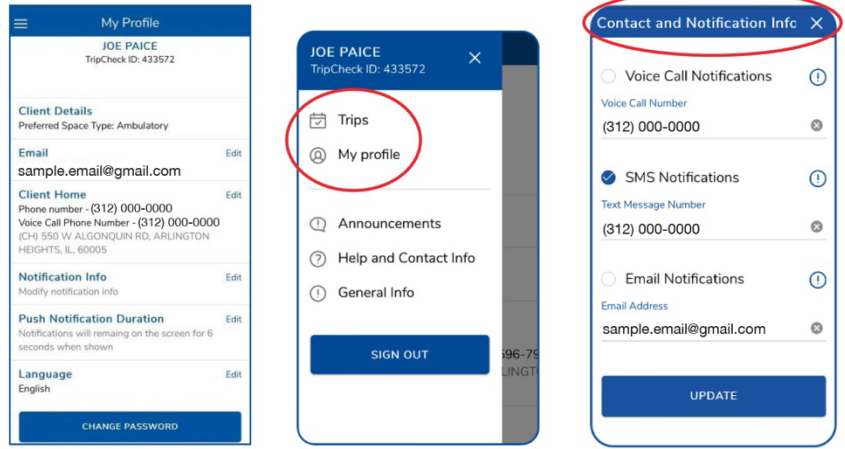 My Profile
JOE PAICE
TripCheck ID: 433572
Client Details
Preferred Space Type: Ambulatory
Email Edit
sample.email@gmail.com
Client Home Edit
Phone number - (312) 000-0000
Voice Call Phone Number - (312) 000-0000
(CH) 550 W ALGONQUIN RD, ARLINGTON
HEIGHTS, IL, 60005
Notification Info Edit
Modify notification info
Push Notification Duration Edit
Notifications will remaing on the screen for 6
seconds when shown
Language Edit
English
CHANGE PASSWORD
JOE PAICE
TripCheck ID: 433572
Trips
My profile
Announcements
Help and Contact Info
General Info
SIGN OUT
596-79
LINGT
Contact and Notification Info
Voice Call Notifications
Voice Call Number
(312) 000-0000
SMS Notifications
Text Message Number
(312) 000-0000
Email Notifications
Email Address
sample.email@gmail.com
UPDATE